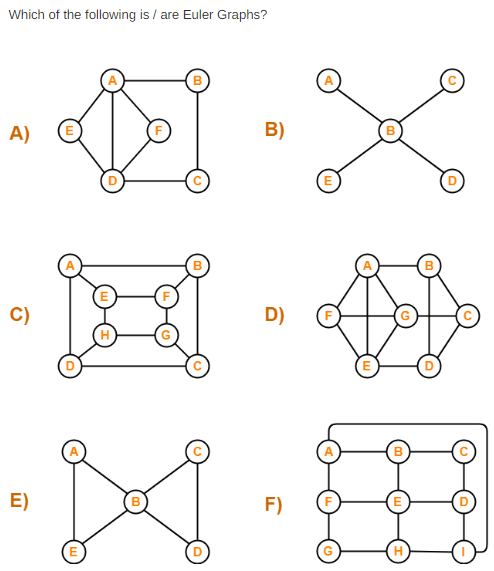 Which of the following is / are Euler Graphs?
A B
A) E F
D C
B) A C
B
E D
C) A B
E F
H G
D C
D) A B
F G C
E D
E) A C
B
E D
F) A B C
F E D
G H I